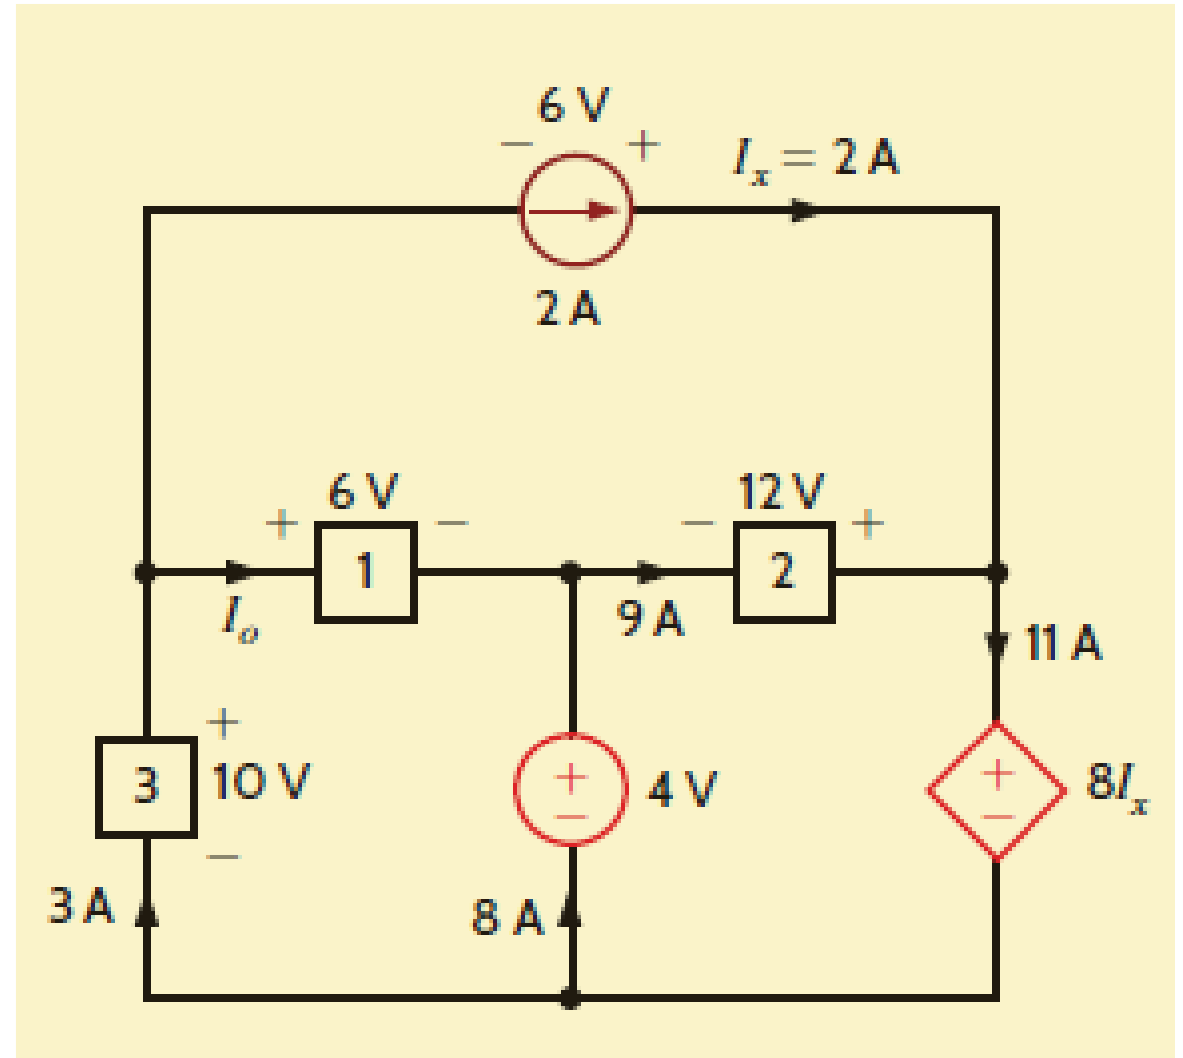 6 V
− +
I_x = 2 A
2 A
6 V
12 V
+ −
− +
1
2
I_o
9 A
11 A
+
3
10 V
−
+
−
4 V
+
−
8I_x
3 A
8 A